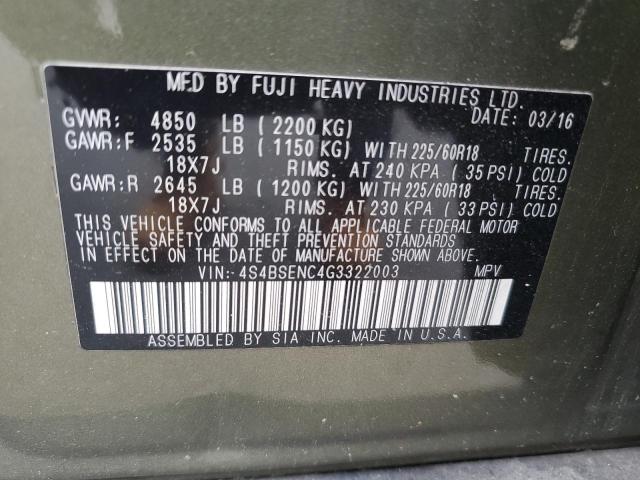 MFD BY FUJI HEAVY INDUSTRIES LTD.
DATE: 03/16
GVWR: 4850 LB (2200 KG)
GAWR:F 2535 LB (1150 KG) WITH 225/60R18 TIRES.
18X7J RIMS. AT 240 KPA (35 PSI) COLD
GAWR:R 2645 LB (1200 KG) WITH 225/60R18 TIRES.
18X7J RIMS. AT 230 KPA (33 PSI) COLD
THIS VEHICLE CONFORMS TO ALL APPLICABLE FEDERAL MOTOR
VEHICLE SAFETY AND THEFT PREVENTION STANDARDS
IN EFFECT ON THE DATE OF MANUFACTURE SHOWN ABOVE.
VIN:-4S4BSENC4G3322003 MPV
ASSEMBLED BY SIA INC. MADE IN U.S.A.